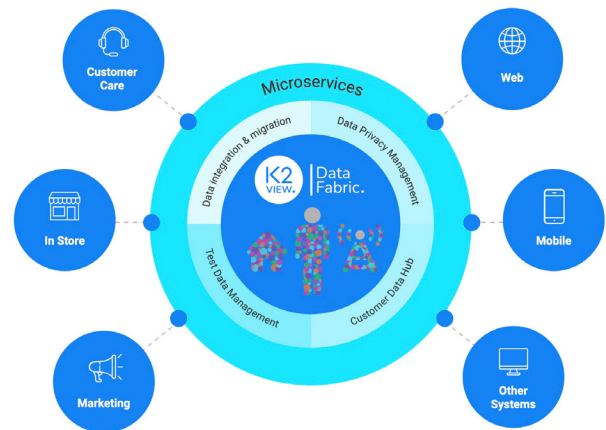 Customer
Care
Web
Microservices
Data integration & migration
Data Privacy Management
K2
VIEW.
Data
Fabric.
In Store
Mobile
Test Data Management
Customer Data Hub
Marketing
Other
Systems